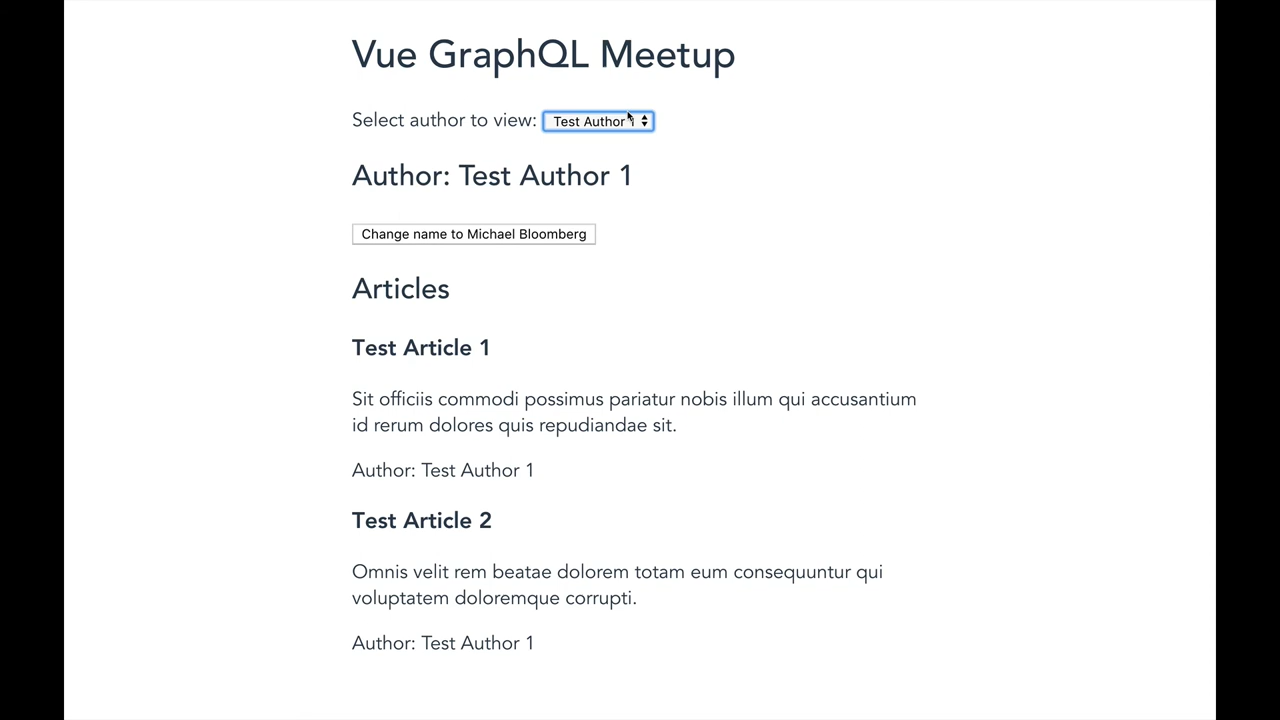 Vue GraphQL Meetup
Select author to view: Test Author 1
Author: Test Author 1
Change name to Michael Bloomberg
Articles
Test Article 1
Sit officiis commodi possimus pariatur nobis illum qui accusantium
id rerum dolores quis repudiandae sit.
Author: Test Author 1
Test Article 2
Omnis velit rem beatae dolorem totam eum consequuntur qui
voluptatem doloremque corrupti.
Author: Test Author 1